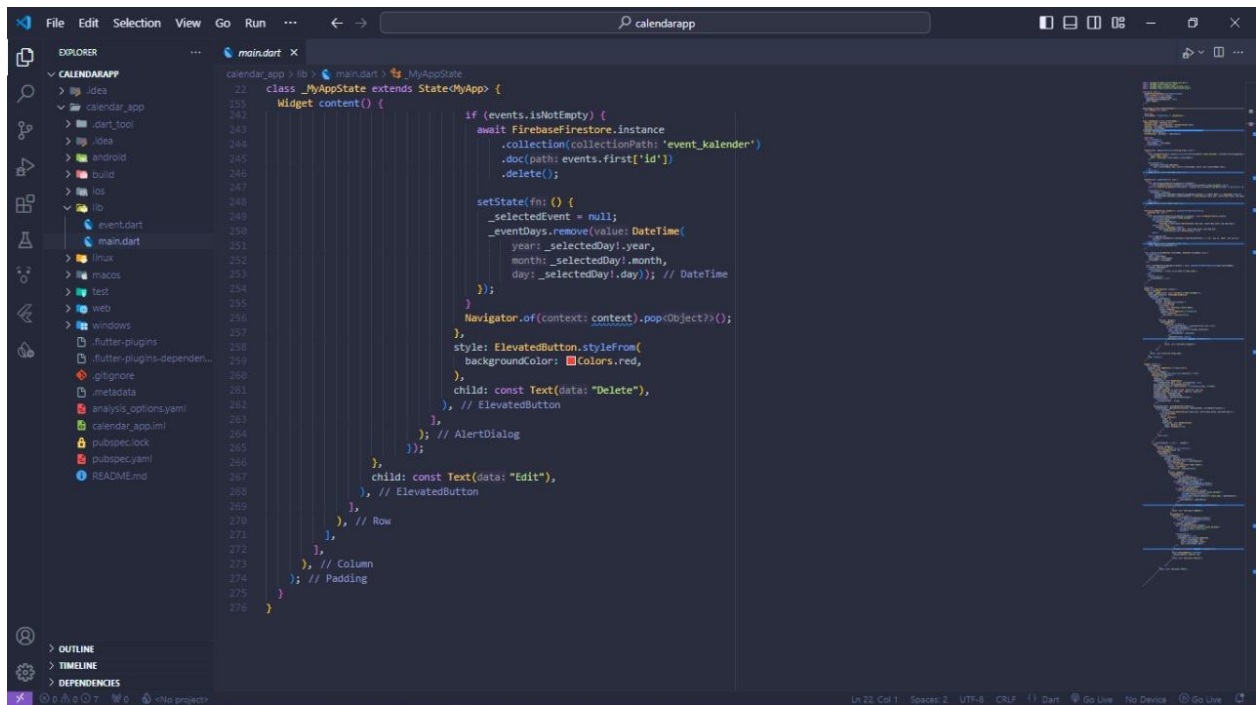 File Edit Selection View Go Run ··· ← → calendarapp
EXPLORER ···
CALENDARAPP
.idea
calendar_app
.dart_tool
.idea
android
build
ios
lib
event.dart
main.dart
linux
macos
test
web
windows
.flutter-plugins
.flutter-plugins-dependen...
.gitignore
.metadata
analysis_options.yaml
calendar_app.iml
pubspec.lock
pubspec.yaml
README.md
OUTLINE
TIMELINE
DEPENDENCIES
main.dart ×
calendar_app > lib > main.dart > _MyAppState
22 class _MyAppState extends State<MyApp> {
155 Widget content() {
242 if (events.isNotEmpty) {
243 await FirebaseFirestore.instance
244 .collection(collectionPath: 'event_kalender')
245 .doc(path: events.first['id'])
246 .delete();
247
248 setState(fn: () {
249 _selectedEvent = null;
250 _eventDays.remove(value: DateTime(
251 year: _selectedDay!.year,
252 month: _selectedDay!.month,
253 day: _selectedDay!.day)); // DateTime
254 });
255 }
256 Navigator.of(context: context).pop<Object?>();
257 },
258 style: ElevatedButton.styleFrom(
259 backgroundColor: Colors.red,
260 ),
261 child: const Text(data: "Delete"),
262 ), // ElevatedButton
263 ],
264 ); // AlertDialog
265 });
266 },
267 child: const Text(data: "Edit"),
268 ), // ElevatedButton
269 ],
270 ), // Row
271 ],
272 ],
273 ), // Column
274 ); // Padding
275 }
276 }
0 0 7 0 <No project> Ln 22, Col 1 Spaces: 2 UTF-8 CRLF Dart Go Live No Device Go Live